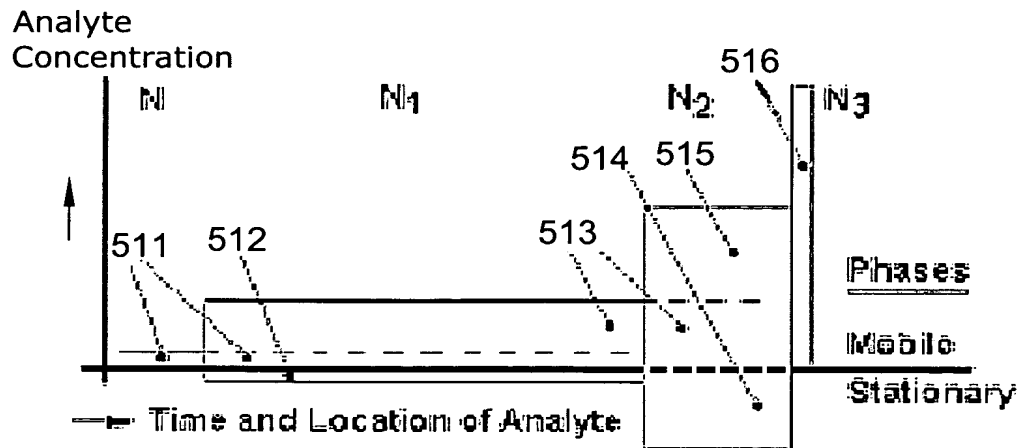 Analyte
Concentration
516
N N1 N2 N3
514 515
511 512 513
Phases
Mobile
Stationary
Time and Location of Analyte